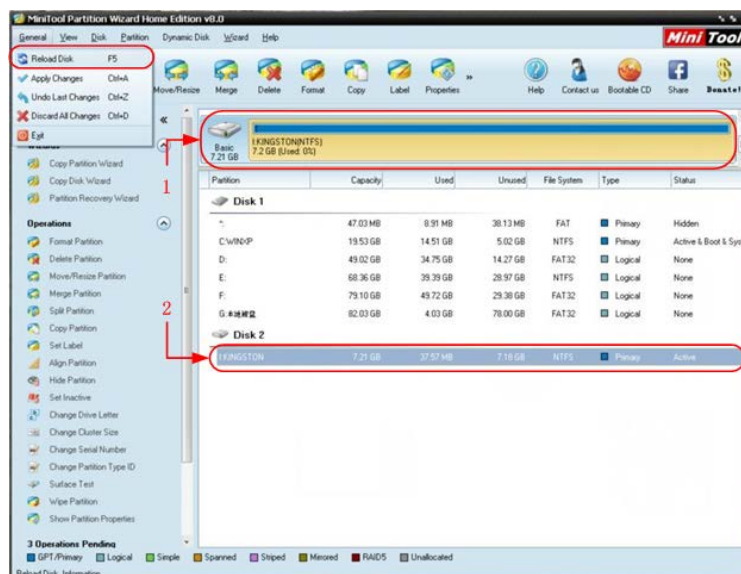 MiniTool Partition Wizard Home Edition v8.0
General View Disk Partition Dynamic Disk Wizard Help
Mini Tool
Reload Disk F5
Apply Changes Ctrl+A
Undo Last Changes Ctrl+Z
Discard All Changes Ctrl+D
Exit
Move/Resize Merge Delete Format Copy Label Properties » Help Contact us Bootable CD Share Donate!
1
Copy Partition Wizard
Copy Disk Wizard
Partition Recovery Wizard
Operations
Format Partition
Delete Partition
Move/Resize Partition
Merge Partition
Split Partition
Copy Partition
Set Label
Align Partition
Hide Partition
Set Inactive
Change Drive Letter
Change Cluster Size
Change Serial Number
Change Partition Type ID
Surface Test
Wipe Partition
Show Partition Properties
3 Operations Pending
2
Basic
7.21 GB
I:KINGSTON(NTFS)
7.2 GB (Used: 0%)
Partition Capacity Used Unused File System Type Status
Disk 1
*: 47.03 MB 8.91 MB 38.13 MB FAT Primary Hidden
C:WINXP 19.53 GB 14.51 GB 5.02 GB NTFS Primary Active & Boot & Sys
D: 49.02 GB 34.75 GB 14.27 GB FAT32 Logical None
E: 68.36 GB 39.39 GB 28.97 GB NTFS Logical None
F: 79.10 GB 49.72 GB 29.38 GB FAT32 Logical None
G:本地磁盘 82.03 GB 4.03 GB 78.00 GB FAT32 Logical None
Disk 2
I:KINGSTON 7.21 GB 37.57 MB 7.18 GB NTFS Primary Active
GPT/Primary Logical Simple Spanned Striped Mirrored RAID5 Unallocated
Reload Disk Information